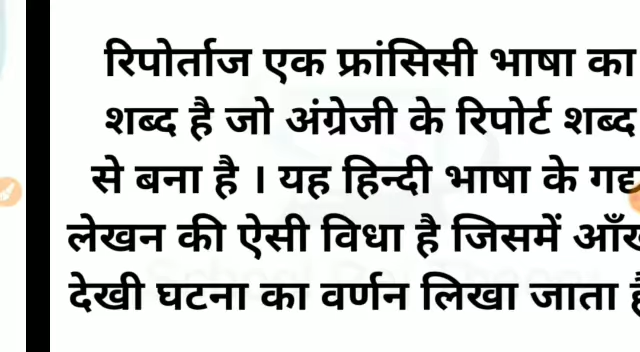 रिपोर्ताज एक फ्रांसिसी भाषा का
शब्द है जो अंग्रेजी के रिपोर्ट शब्द
से बना है । यह हिन्दी भाषा के
लेखन की ऐसी विधा है जिसमें
देखी घटना का वर्णन लिखा जाता